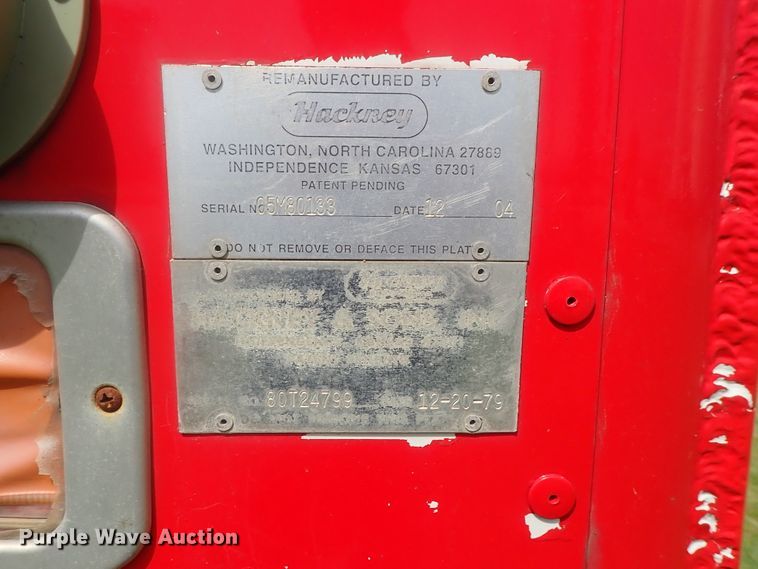 REMANUFACTURED BY
Hackney
WASHINGTON, NORTH CAROLINA 27889
INDEPENDENCE KANSAS 67301
PATENT PENDING
SERIAL NO 05M80133 DATE 12 04
DO NOT REMOVE OR DEFACE THIS PLATE
80T24799 12-20-79
Purple Wave Auction